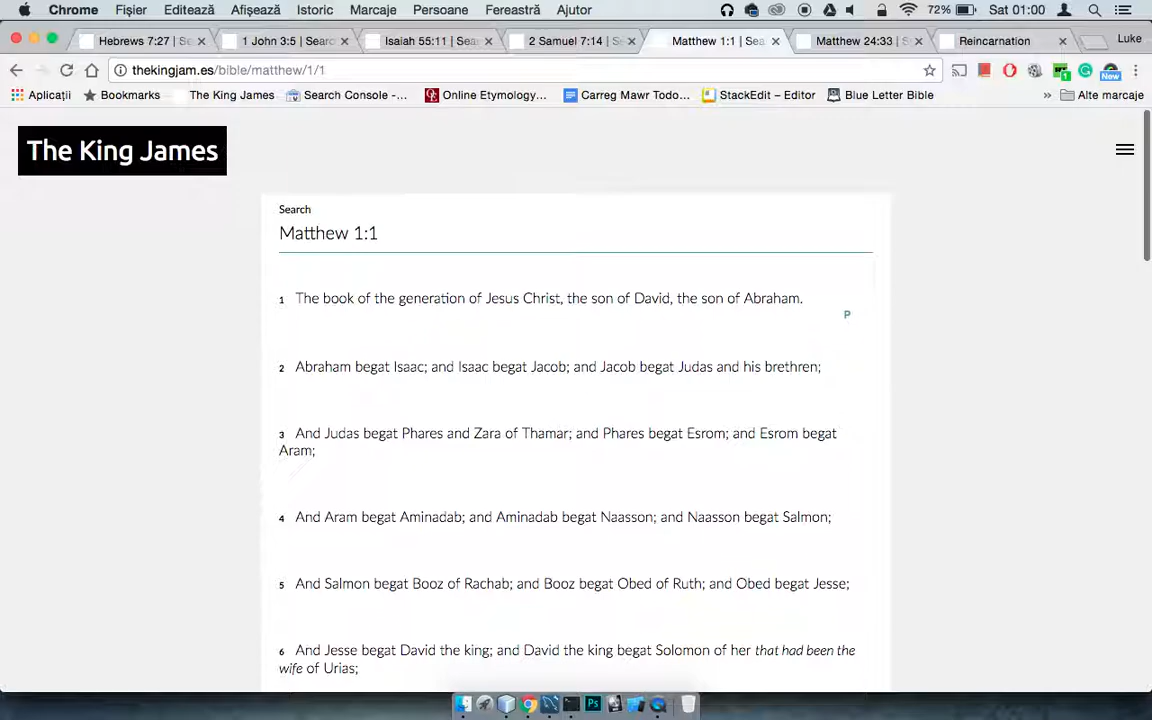 Chrome Fișier Editează Afișează Istoric Marcaje Persoane Fereastră Ajutor 72% Sat 01:00
Hebrews 7:27 | Se 1 John 3:5 | Searc Isaiah 55:11 | Sea 2 Samuel 7:14 | Se Matthew 1:1 | Sea Matthew 24:33 | S Reincarnation Luke
thekingjam.es/bible/matthew/1/1 1 New
Aplicații Bookmarks The King James Search Console -... Online Etymology... Carreg Mawr Todo... StackEdit – Editor Blue Letter Bible » Alte marcaje
The King James
Search
Matthew 1:1
1 The book of the generation of Jesus Christ, the son of David, the son of Abraham.
P
2 Abraham begat Isaac; and Isaac begat Jacob; and Jacob begat Judas and his brethren;
3 And Judas begat Phares and Zara of Thamar; and Phares begat Esrom; and Esrom begat
Aram;
4 And Aram begat Aminadab; and Aminadab begat Naasson; and Naasson begat Salmon;
5 And Salmon begat Booz of Rachab; and Booz begat Obed of Ruth; and Obed begat Jesse;
6 And Jesse begat David the king; and David the king begat Solomon of her that had been the
wife of Urias;
Ps